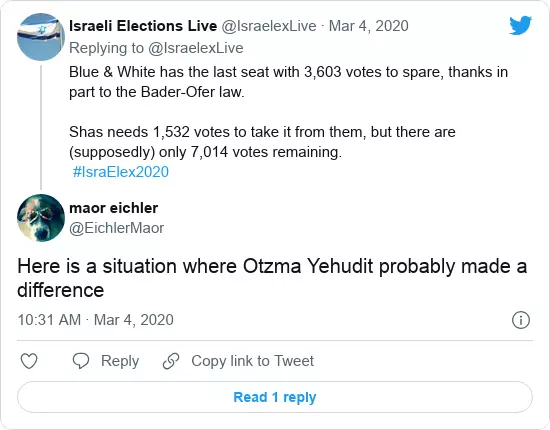 Israeli Elections Live @IsraelexLive · Mar 4, 2020
Replying to @IsraelexLive
Blue & White has the last seat with 3,603 votes to spare, thanks in
part to the Bader-Ofer law.
Shas needs 1,532 votes to take it from them, but there are
(supposedly) only 7,014 votes remaining.
#IsraElex2020
maor eichler
@EichlerMaor
Here is a situation where Otzma Yehudit probably made a
difference
10:31 AM · Mar 4, 2020
Reply
Copy link to Tweet
Read 1 reply